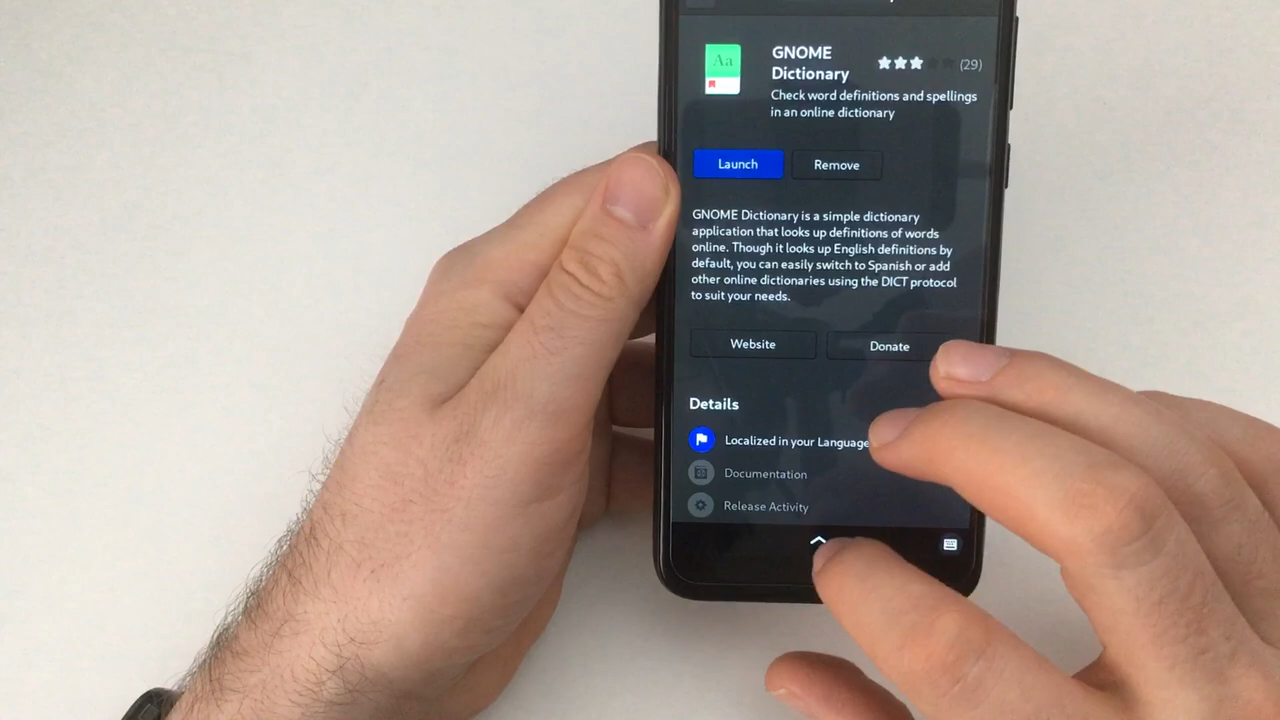 GNOME
Dictionary
(29)
Check word definitions and spellings
in an online dictionary
Aa
Launch
Remove
GNOME Dictionary is a simple dictionary
application that looks up definitions of words
online. Though it looks up English definitions by
default, you can easily switch to Spanish or add
other online dictionaries using the DICT protocol
to suit your needs.
Website
Donate
Details
Localized in your Language
Documentation
Release Activity